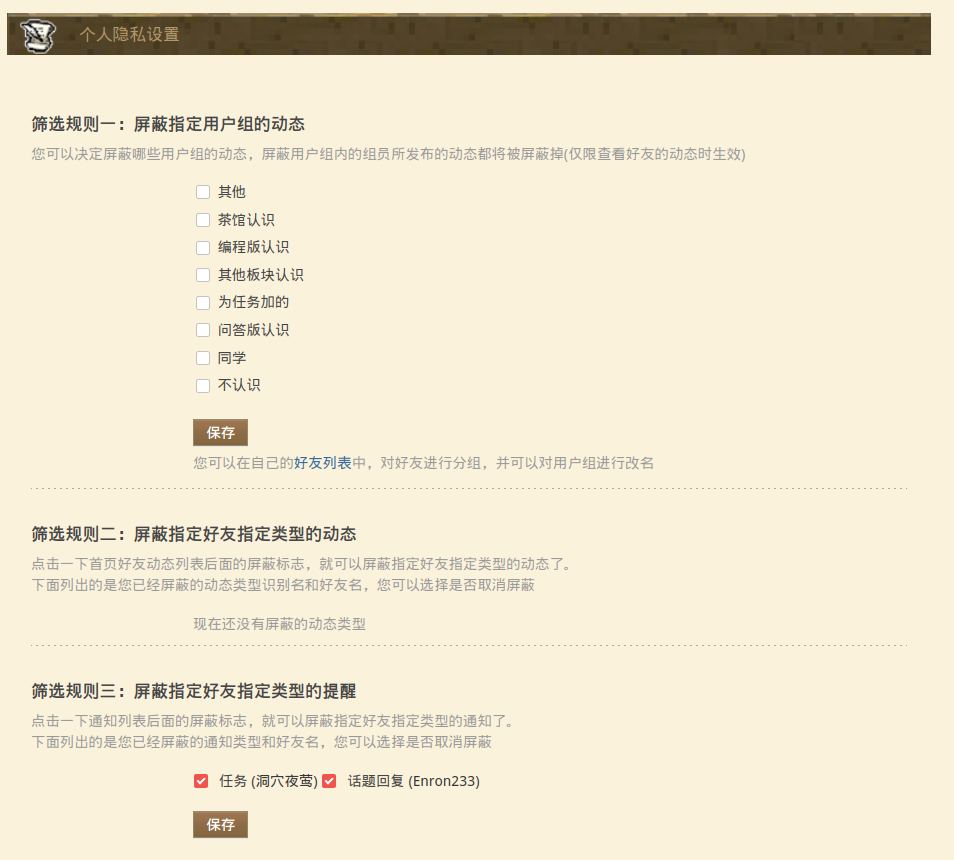 个人隐私设置
筛选规则一：屏蔽指定用户组的动态
您可以决定屏蔽哪些用户组的动态，屏蔽用户组内的组员所发布的动态都将被屏蔽掉(仅限查看好友的动态时生效)
其他
茶馆认识
编程版认识
其他板块认识
为任务加的
问答版认识
同学
不认识
保存
您可以在自己的好友列表中，对好友进行分组，并可以对用户组进行改名
筛选规则二：屏蔽指定好友指定类型的动态
点击一下首页好友动态列表后面的屏蔽标志，就可以屏蔽指定好友指定类型的动态了。
下面列出的是您已经屏蔽的动态类型识别名和好友名，您可以选择是否取消屏蔽
现在还没有屏蔽的动态类型
筛选规则三：屏蔽指定好友指定类型的提醒
点击一下通知列表后面的屏蔽标志，就可以屏蔽指定好友指定类型的通知了。
下面列出的是您已经屏蔽的通知类型和好友名，您可以选择是否取消屏蔽
任务 (洞穴夜莺) 话题回复 (Enron233)
保存